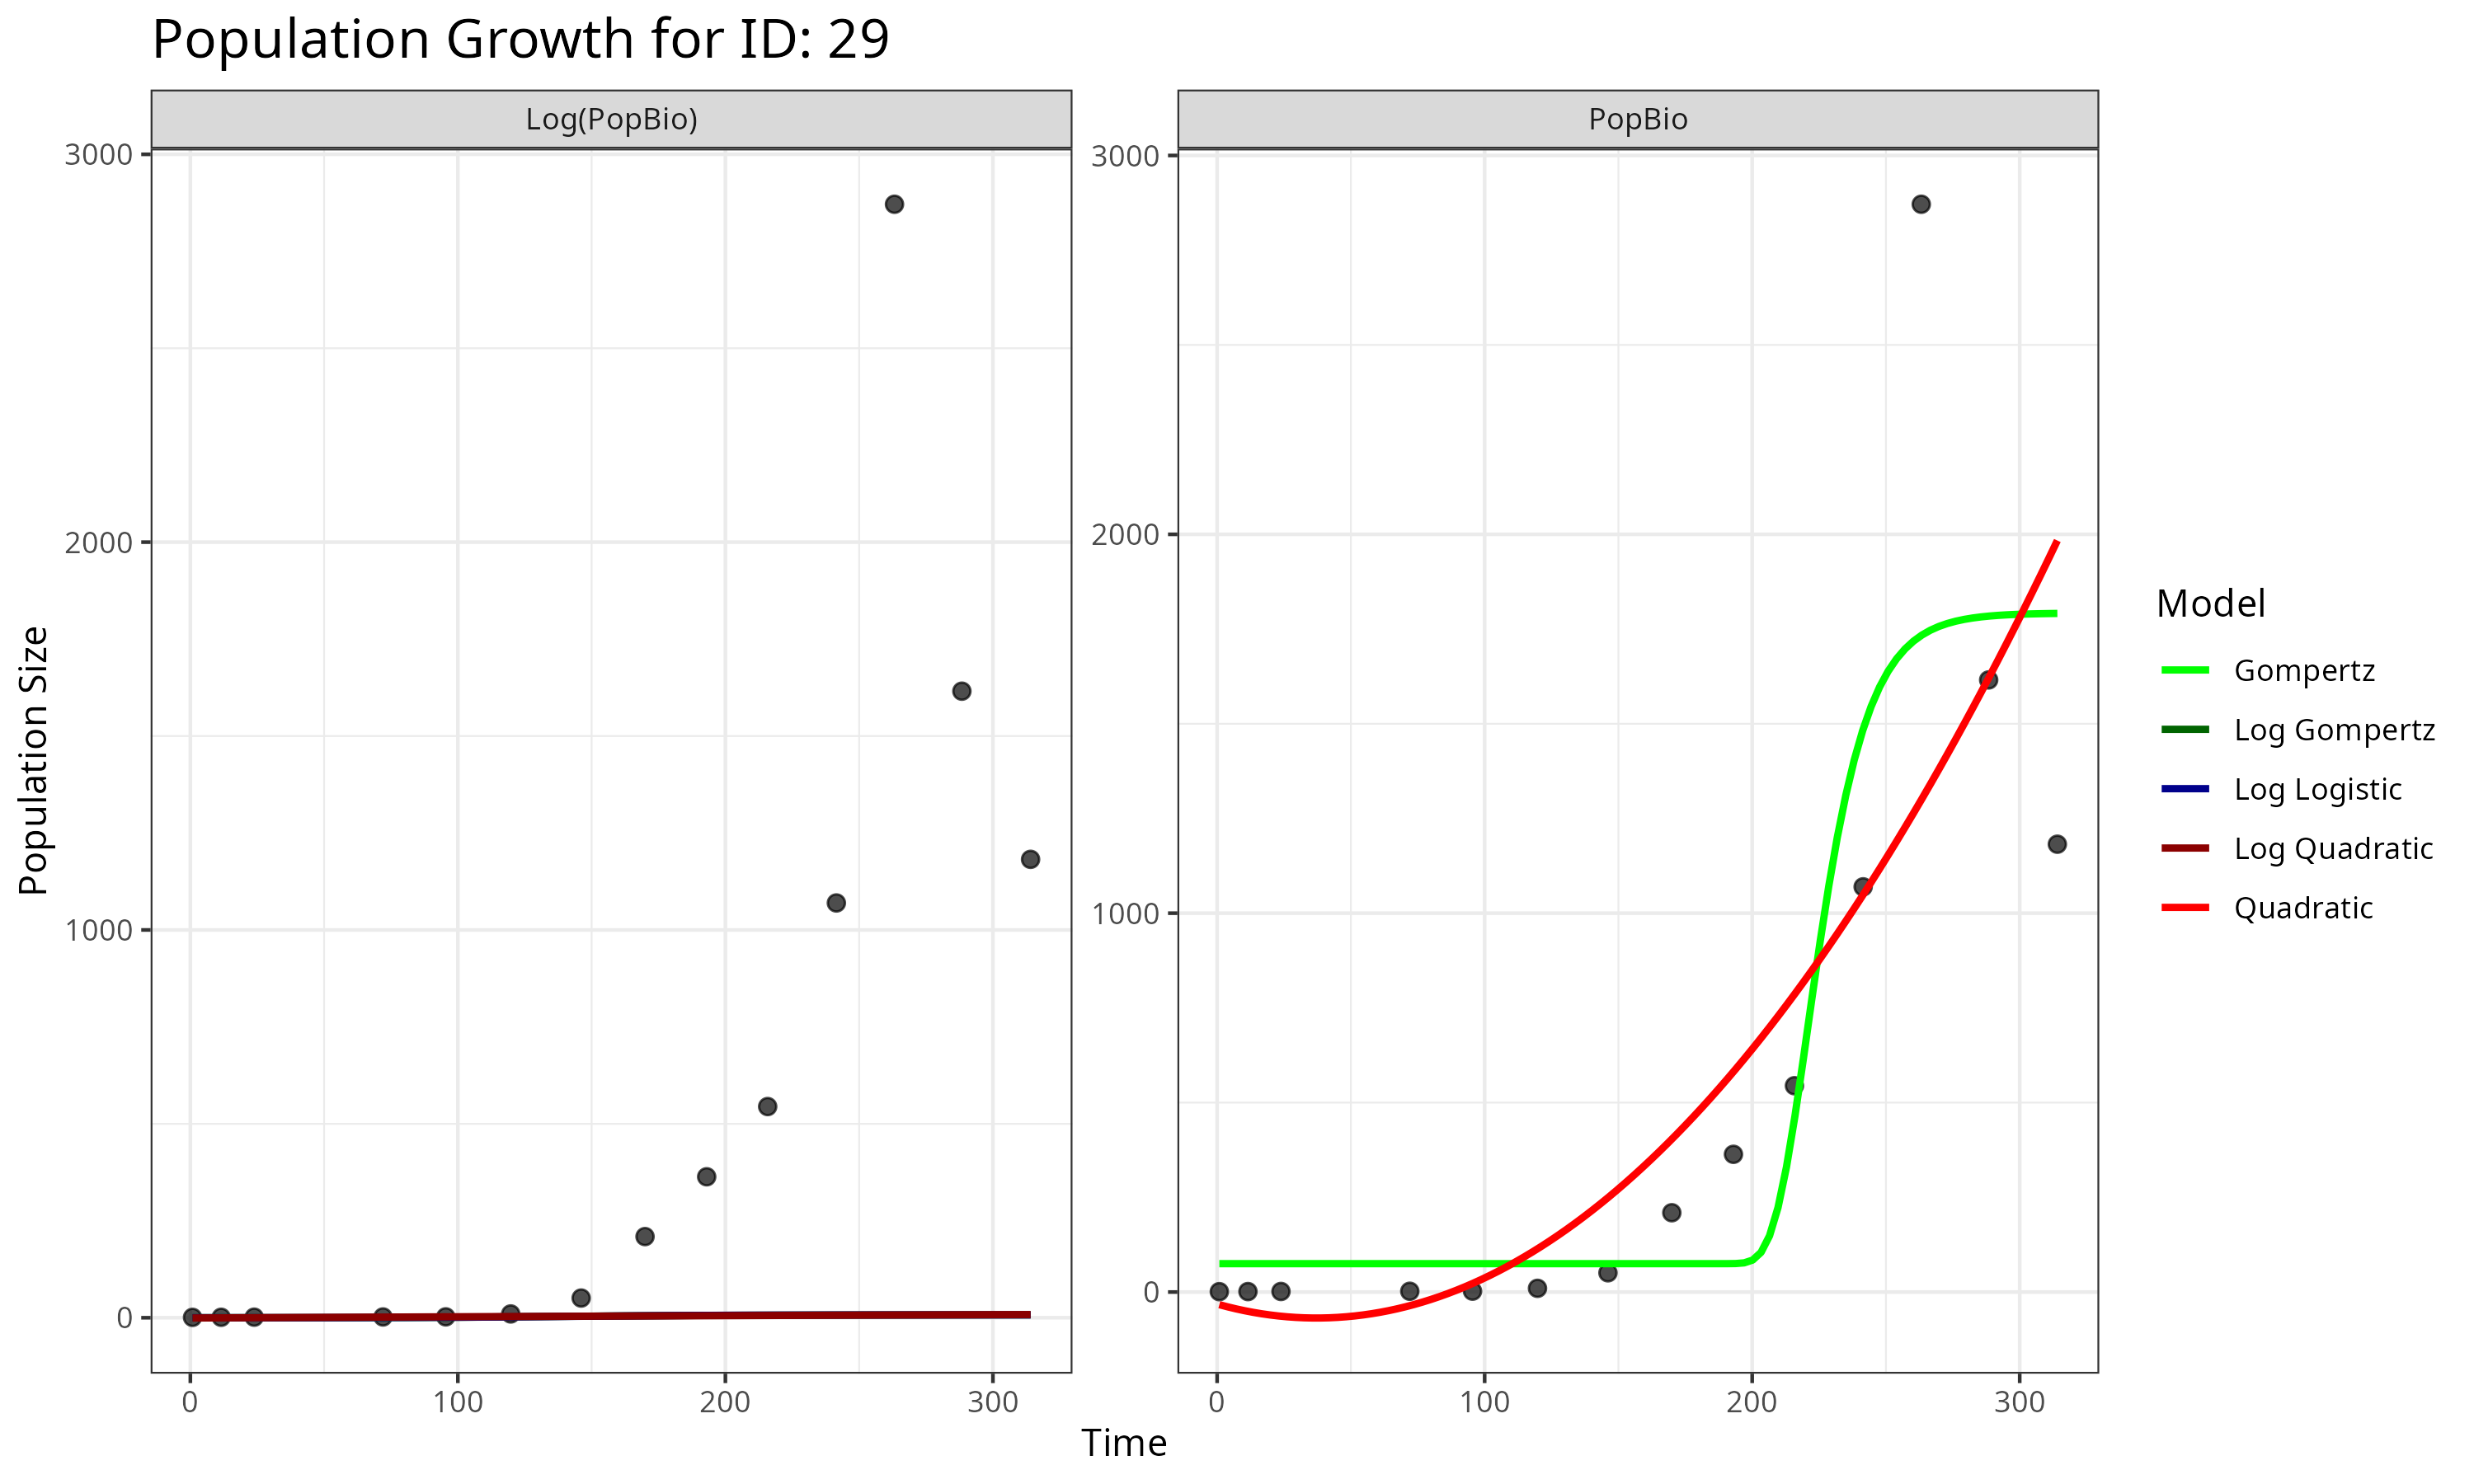 Population Growth for ID: 29
Log(PopBio)
PopBio
Population Size
3000
2000
1000
0
3000
2000
1000
0
0 100 200 300
0 100 200 300
Time
Model
Gompertz
Log Gompertz
Log Logistic
Log Quadratic
Quadratic